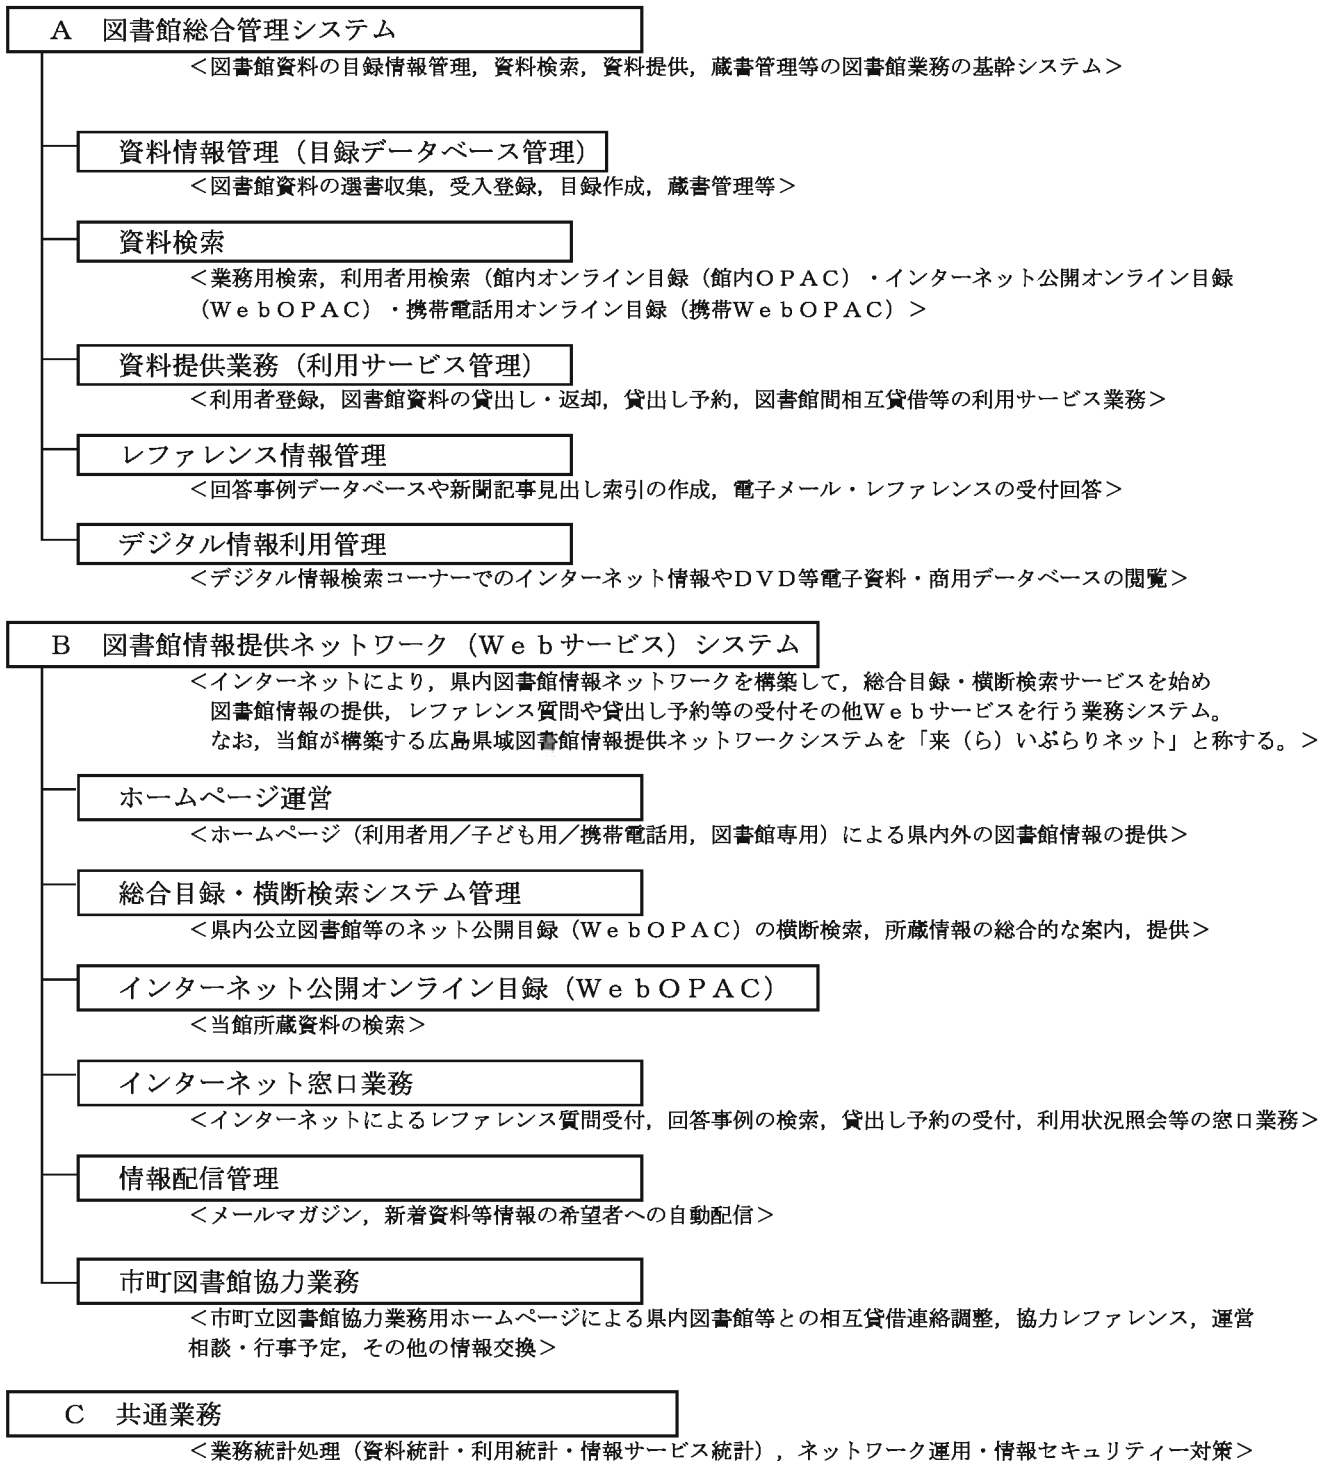 Ａ　図書館総合管理システム
＜図書館資料の目録情報管理，資料検索，資料提供，蔵書管理等の図書館業務の基幹システム＞
資料情報管理（目録データベース管理）
＜図書館資料の選書収集，受入登録，目録作成，蔵書管理等＞
資料検索
＜業務用検索，利用者用検索（館内オンライン目録（館内ＯＰＡＣ）・インターネット公開オンライン目録
（ＷｅｂＯＰＡＣ）・携帯電話用オンライン目録（携帯ＷｅｂＯＰＡＣ）＞
資料提供業務（利用サービス管理）
＜利用者登録，図書館資料の貸出し・返却，貸出し予約，図書館間相互貸借等の利用サービス業務＞
レファレンス情報管理
＜回答事例データベースや新聞記事見出し索引の作成，電子メール・レファレンスの受付回答＞
デジタル情報利用管理
＜デジタル情報検索コーナーでのインターネット情報やＤＶＤ等電子資料・商用データベースの閲覧＞
Ｂ　図書館情報提供ネットワーク（Ｗｅｂサービス）システム
＜インターネットにより，県内図書館情報ネットワークを構築して，総合目録・横断検索サービスを始め
図書館情報の提供，レファレンス質問や貸出し予約等の受付その他Ｗｅｂサービスを行う業務システム。
なお，当館が構築する広島県域図書館情報提供ネットワークシステムを「来（ら）いぶらりネット」と称する。＞
ホームページ運営
＜ホームページ（利用者用／子ども用／携帯電話用，図書館専用）による県内外の図書館情報の提供＞
総合目録・横断検索システム管理
＜県内公立図書館等のネット公開目録（ＷｅｂＯＰＡＣ）の横断検索，所蔵情報の総合的な案内，提供＞
インターネット公開オンライン目録（ＷｅｂＯＰＡＣ）
＜当館所蔵資料の検索＞
インターネット窓口業務
＜インターネットによるレファレンス質問受付，回答事例の検索，貸出し予約の受付，利用状況照会等の窓口業務＞
情報配信管理
＜メールマガジン，新着資料等情報の希望者への自動配信＞
市町図書館協力業務
＜市町立図書館協力業務用ホームページによる県内図書館等との相互貸借連絡調整，協力レファレンス，運営
相談・行事予定，その他の情報交換＞
Ｃ　共通業務
＜業務統計処理（資料統計・利用統計・情報サービス統計），ネットワーク運用・情報セキュリティー対策＞